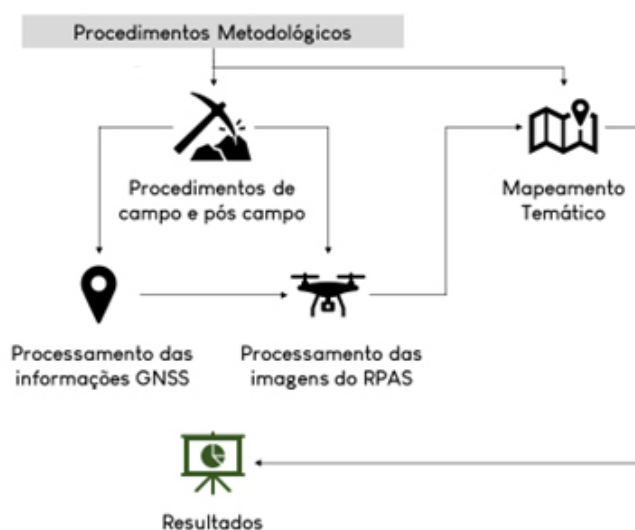 Procedimentos Metodológicos
Procedimentos de
campo e pós campo
Mapeamento
Temático
Processamento das
informações GNSS
Processamento das
imagens do RPAS
Resultados